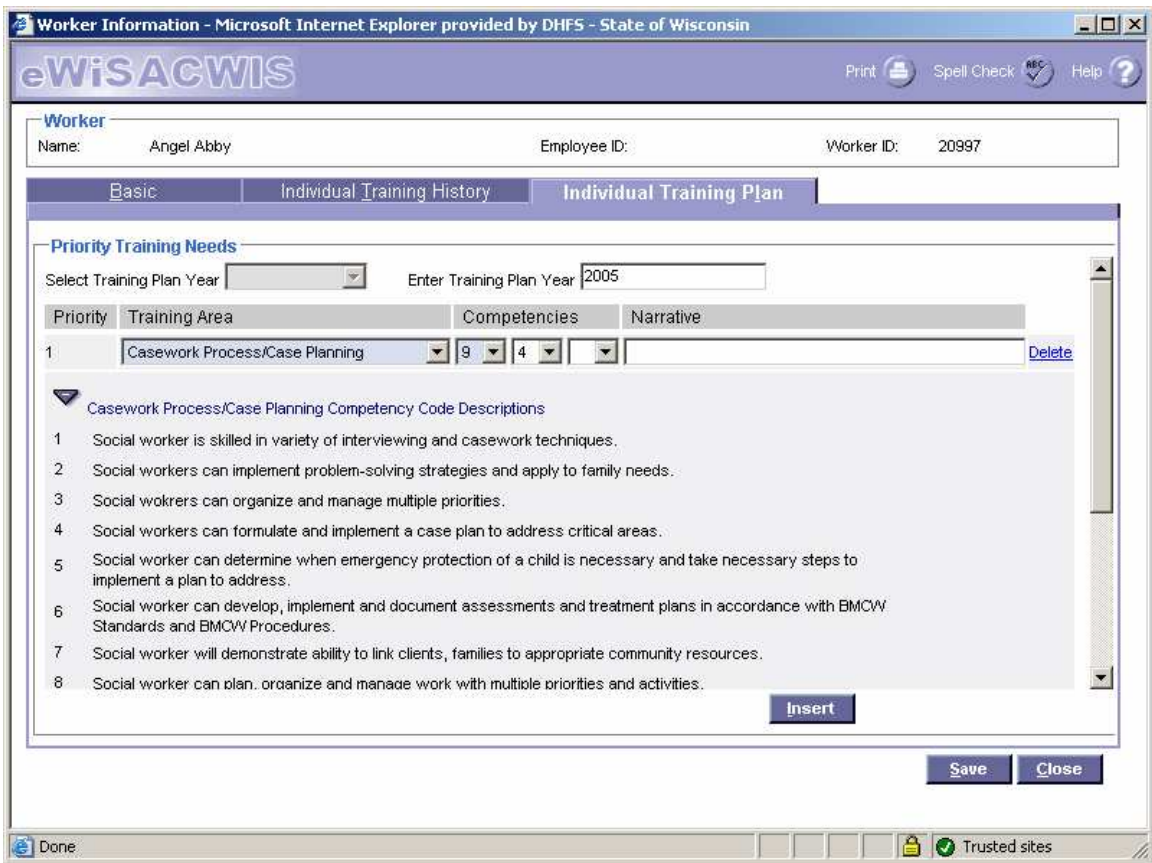 Worker Information - Microsoft Internet Explorer provided by DHFS - State of Wisconsin
eWiSACWIS
Print Spell Check ABC Help ?
Worker
Name: Angel Abby Employee ID: Worker ID: 20997
Basic Individual Training History Individual Training Plan
Priority Training Needs
Select Training Plan Year Enter Training Plan Year 2005
Priority Training Area Competencies Narrative
1 Casework Process/Case Planning 9 4 Delete
Casework Process/Case Planning Competency Code Descriptions
1 Social worker is skilled in variety of interviewing and casework techniques.
2 Social workers can implement problem-solving strategies and apply to family needs.
3 Social wokrers can organize and manage multiple priorities.
4 Social workers can formulate and implement a case plan to address critical areas.
5 Social worker can determine when emergency protection of a child is necessary and take necessary steps to
implement a plan to address.
6 Social worker can develop, implement and document assessments and treatment plans in accordance with BMCW
Standards and BMCW Procedures.
7 Social worker will demonstrate ability to link clients, families to appropriate community resources.
8 Social worker can plan, organize and manage work with multiple priorities and activities.
Insert
Save Close
Done Trusted sites